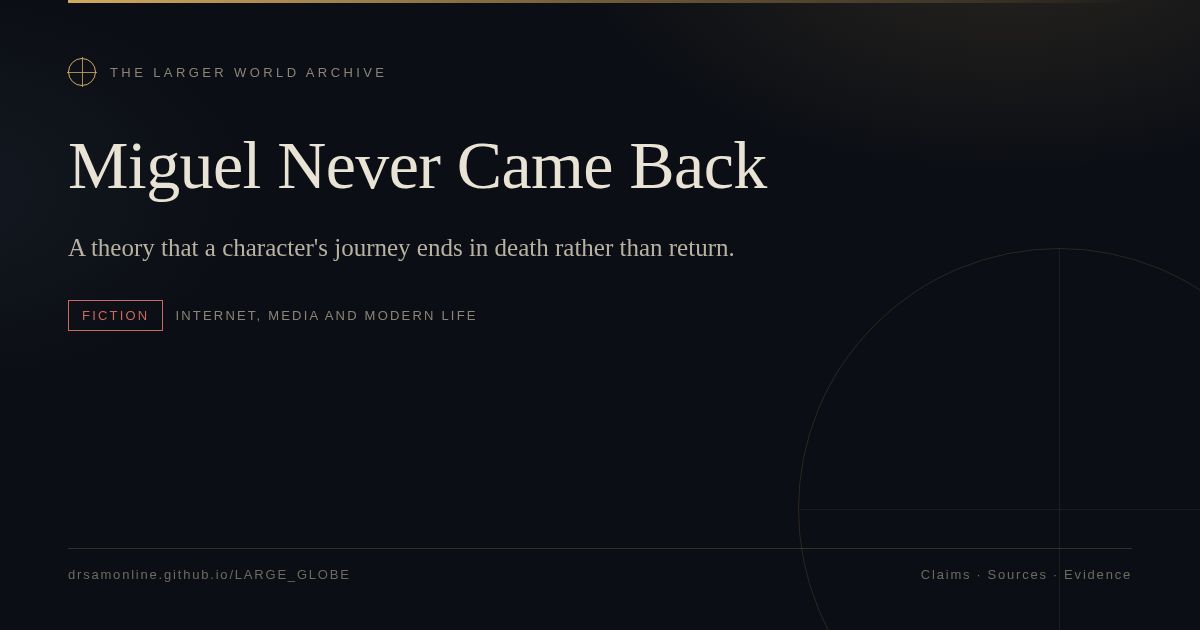 THE LARGER WORLD ARCHIVE
Miguel Never Came Back
A theory that a character's journey ends in death rather than return.
FICTION INTERNET, MEDIA AND MODERN LIFE
drsamonline.github.io/LARGE_GLOBE Claims · Sources · Evidence